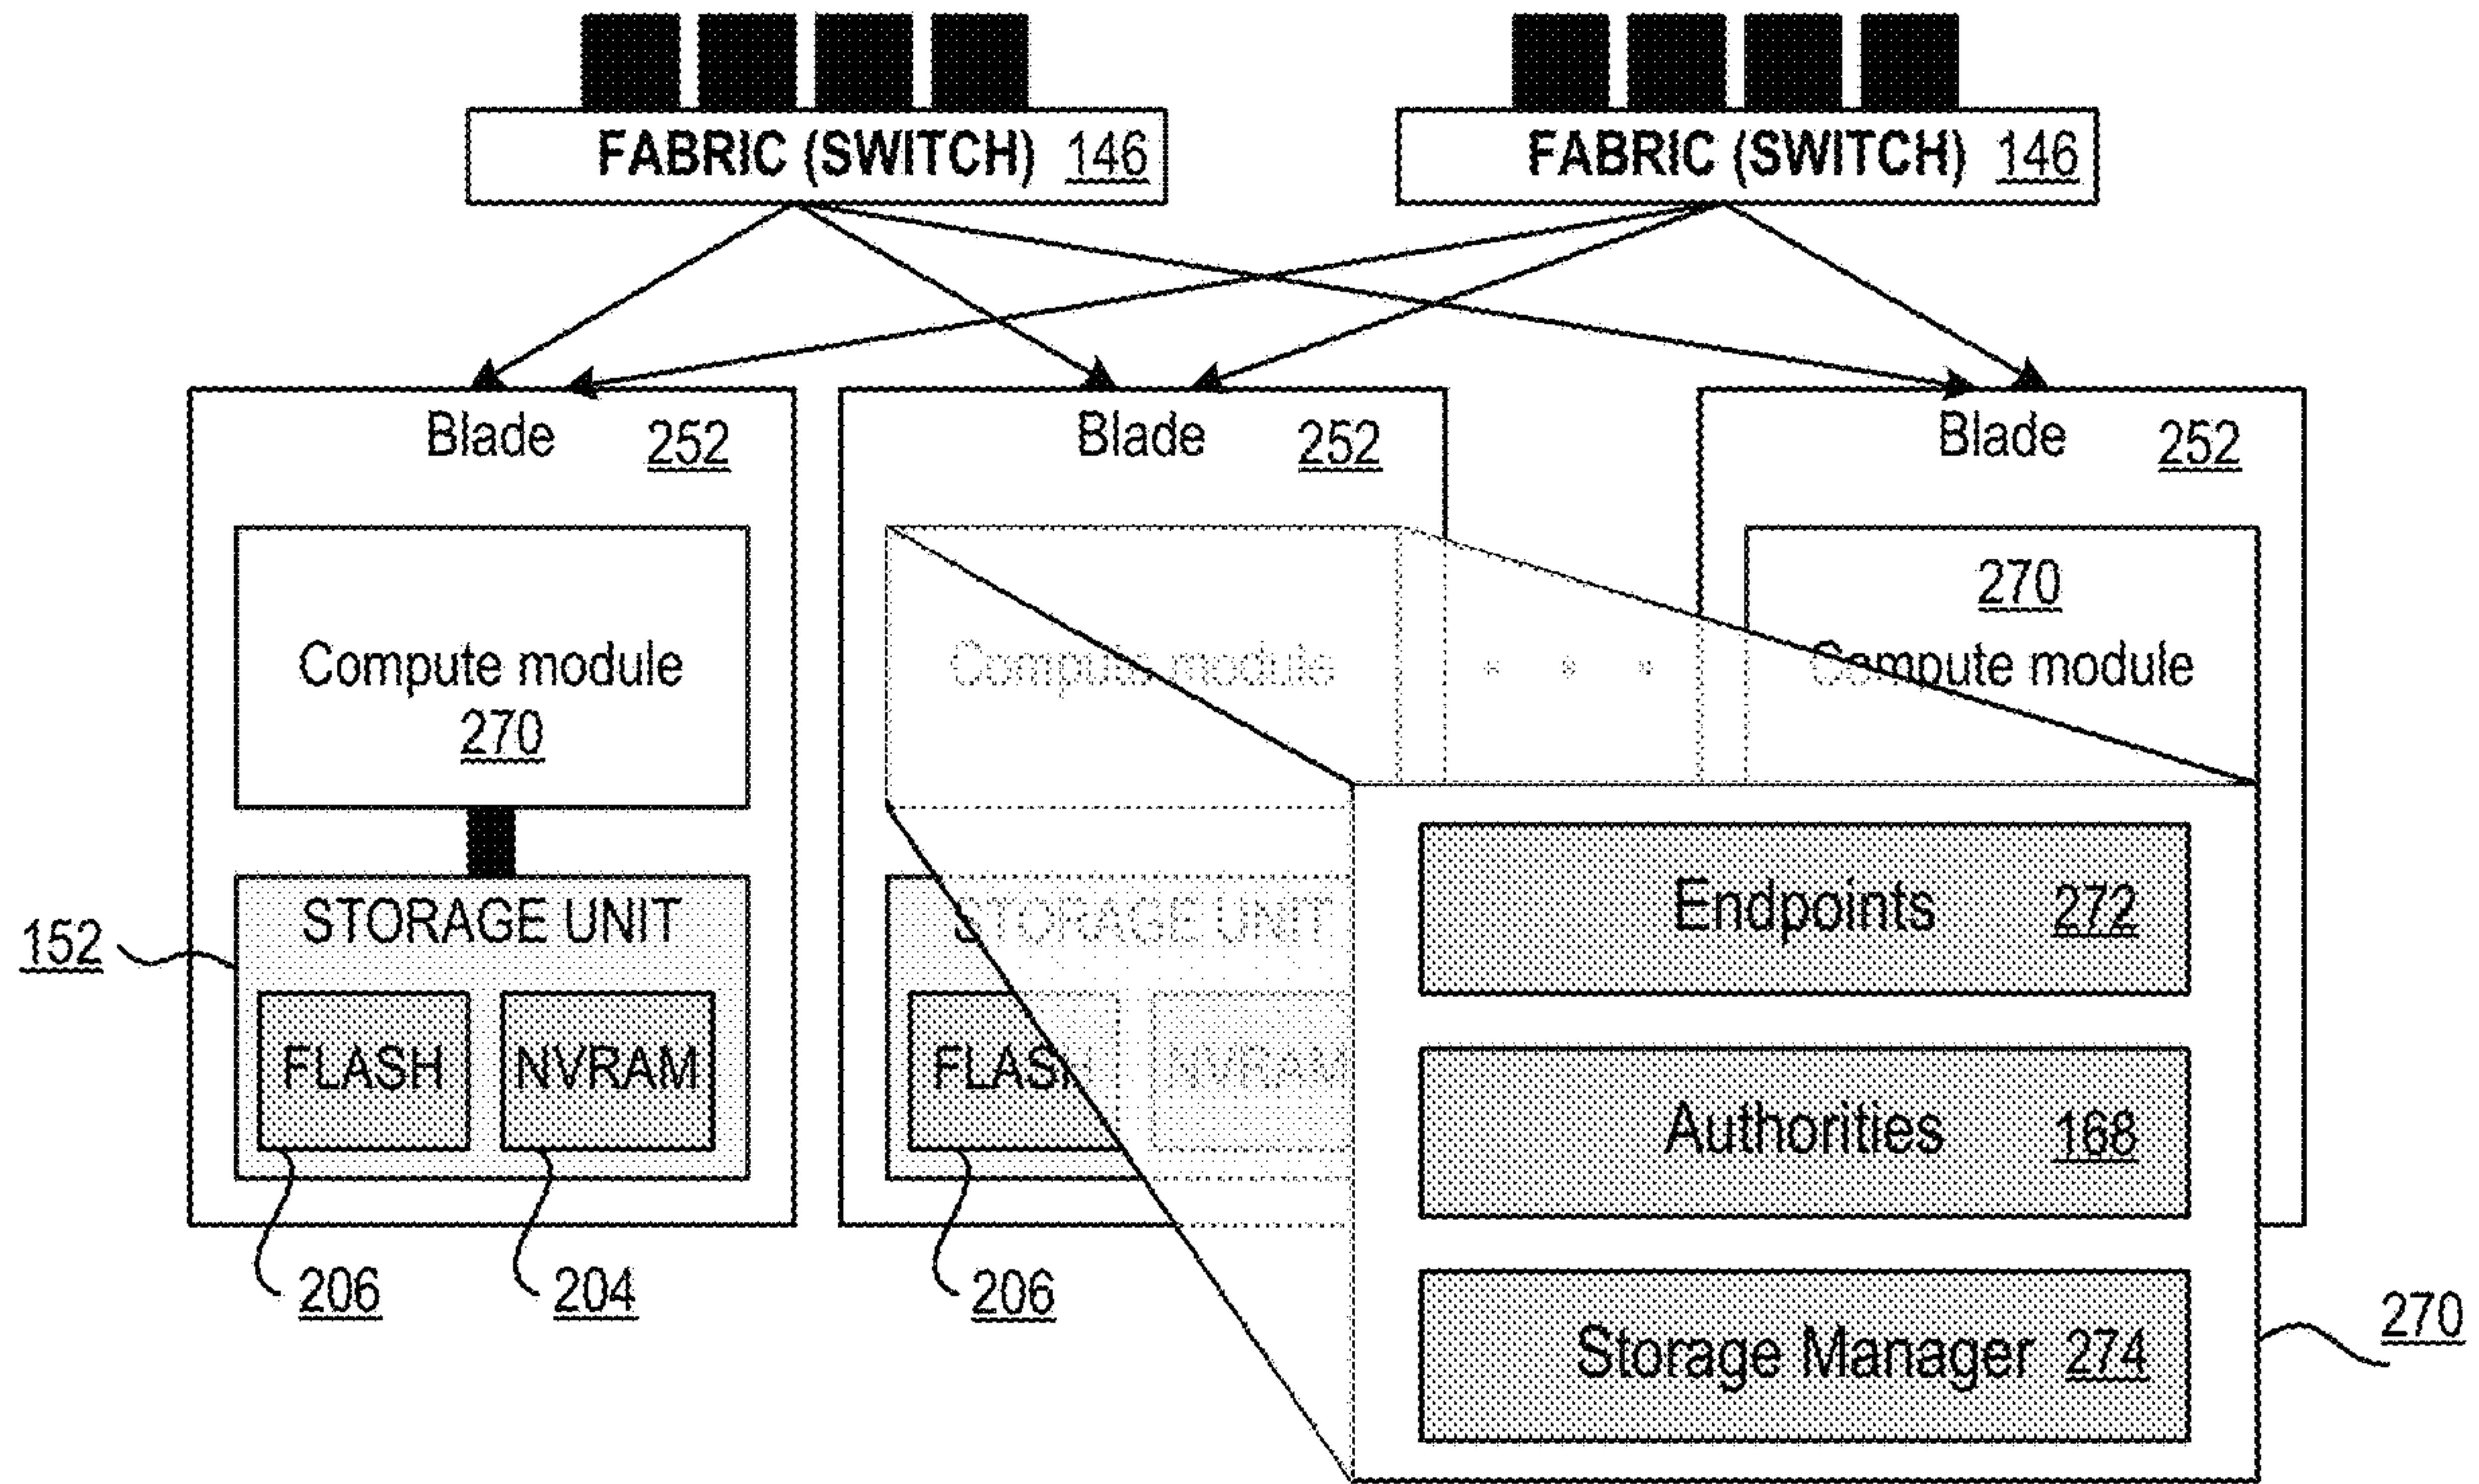 FABRIC (SWITCH) 146
FABRIC (SWITCH) 146
Blade 252
Blade 252
Blade 252
Compute module
270
Compute module
. . .
270
Compute module
152
STORAGE UNIT
FLASH
NVRAM
206
204
STORAGE UNIT
FLASH
NVRAM
206
Endpoints 272
Authorities 168
Storage Manager 274
270